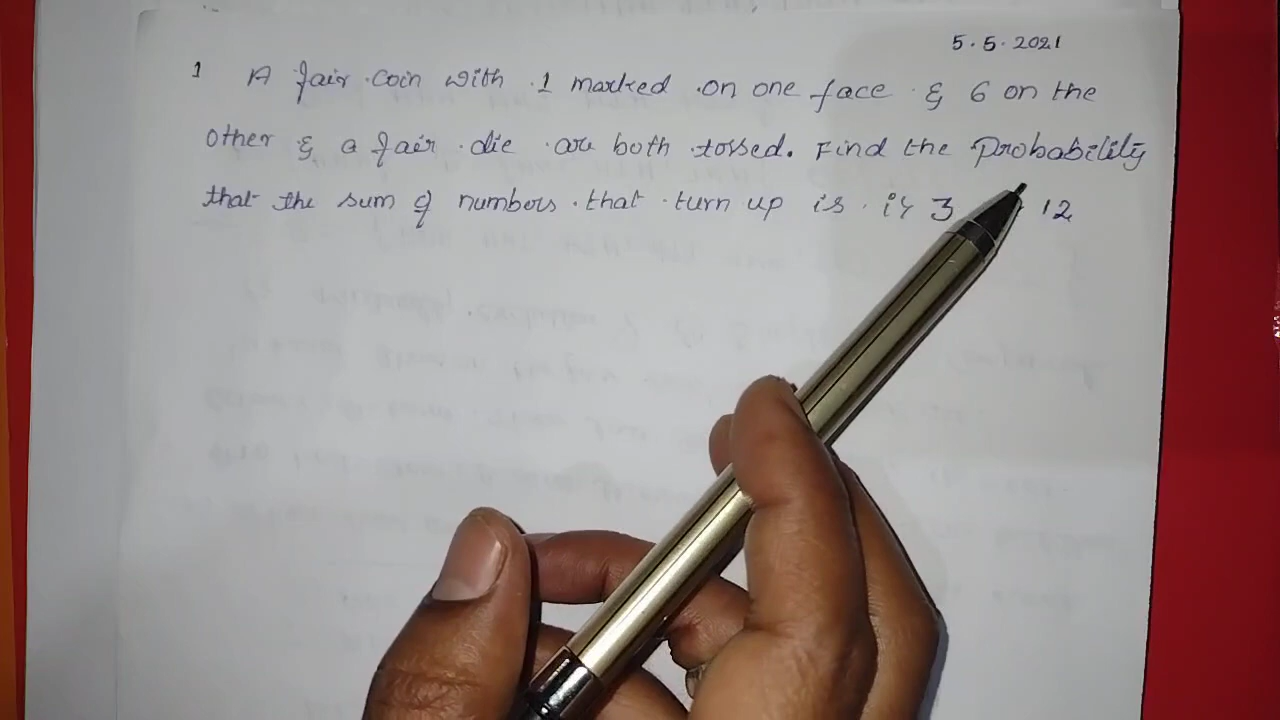 5.5.2021
1 A fair coin with 1 marked on one face & 6 on the
other & a fair die are both tossed. Find the probability
that the sum of numbers that turn up is i) 3 12